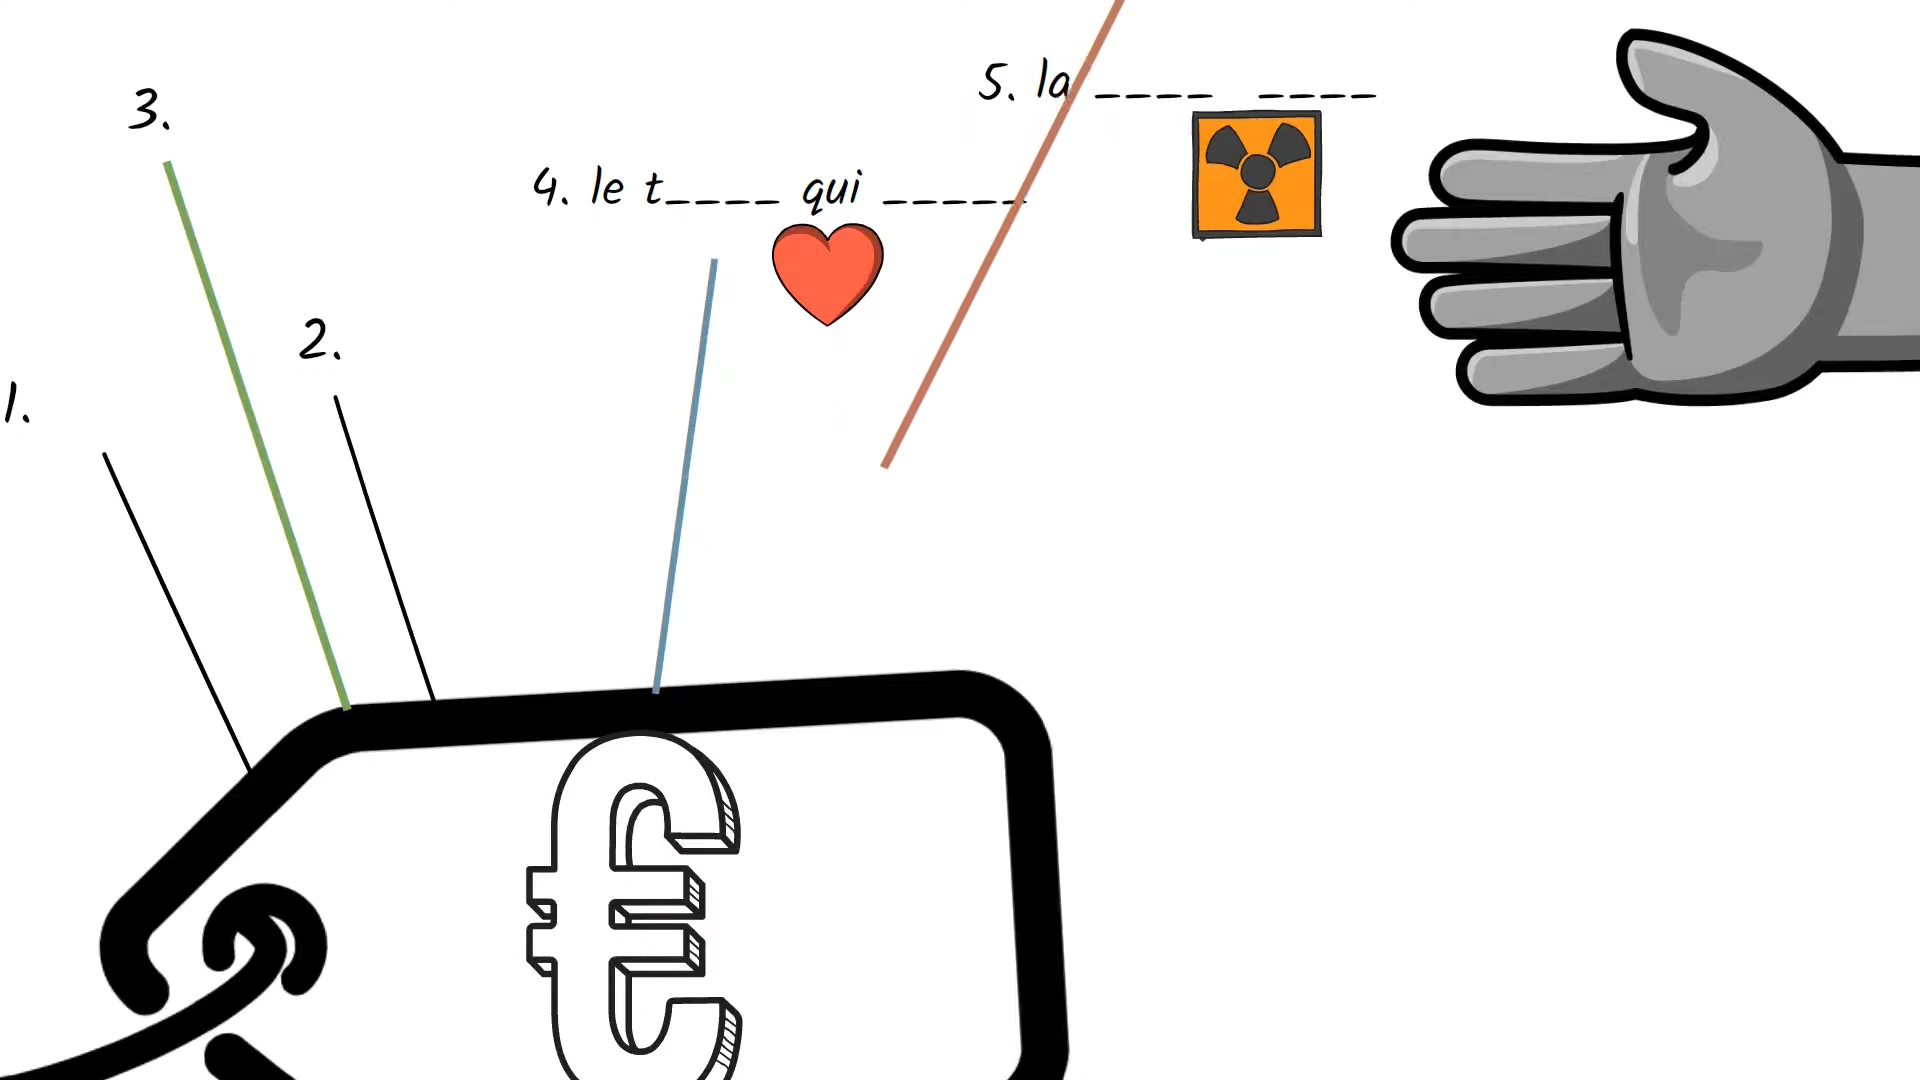 5. la ____ ____
3.
4. le t____ qui _____
2.
1.
€